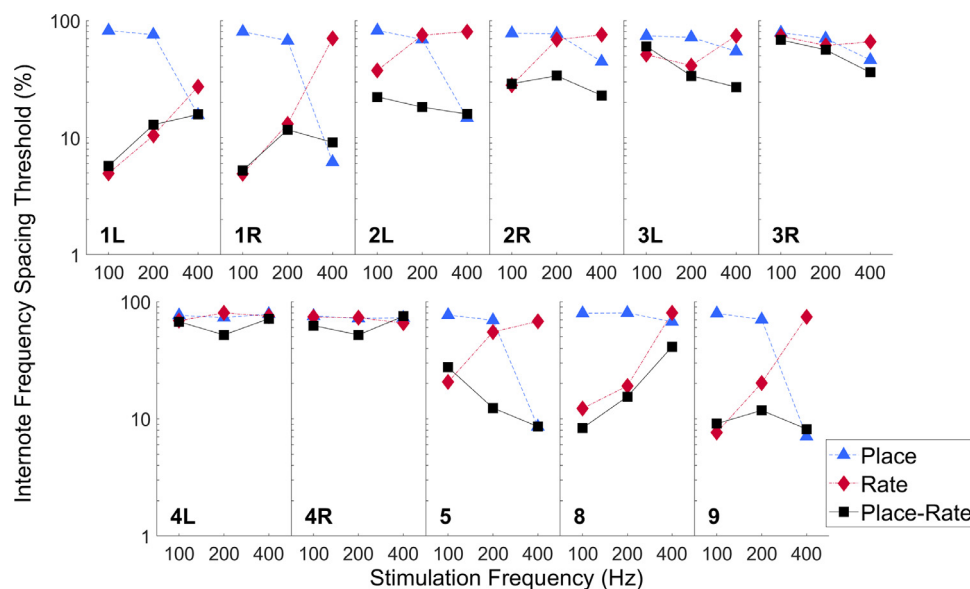 Internote Frequency Spacing Threshold (%)
100
10
1
1L
1R
2L
2R
3L
3R
100 200 400 100 200 400 100 200 400 100 200 400 100 200 400 100 200 400
100
10
1
4L
4R
5
8
9
100 200 400 100 200 400 100 200 400 100 200 400 100 200 400
Place
Rate
Place-Rate
Stimulation Frequency (Hz)